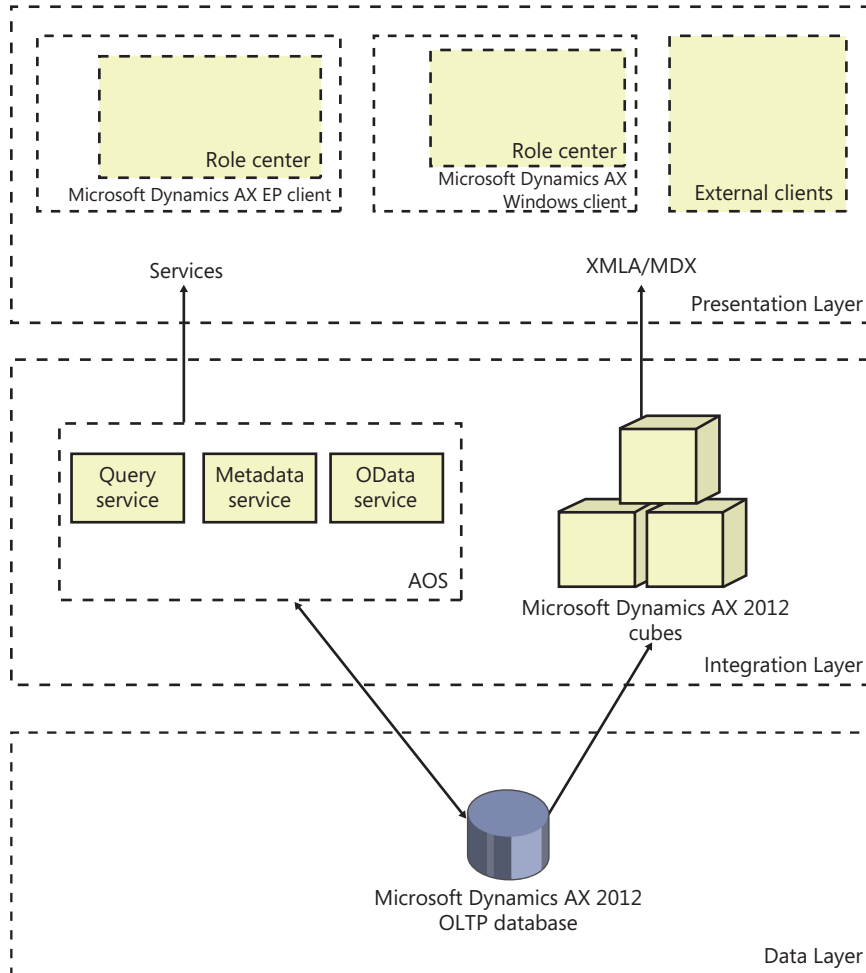 Role center
Microsoft Dynamics AX EP client
Role center
Microsoft Dynamics AX
Windows client
External clients
Services
XMLA/MDX
Presentation Layer
Query
service
Metadata
service
OData
service
AOS
Microsoft Dynamics AX 2012
cubes
Integration Layer
Microsoft Dynamics AX 2012
OLTP database
Data Layer